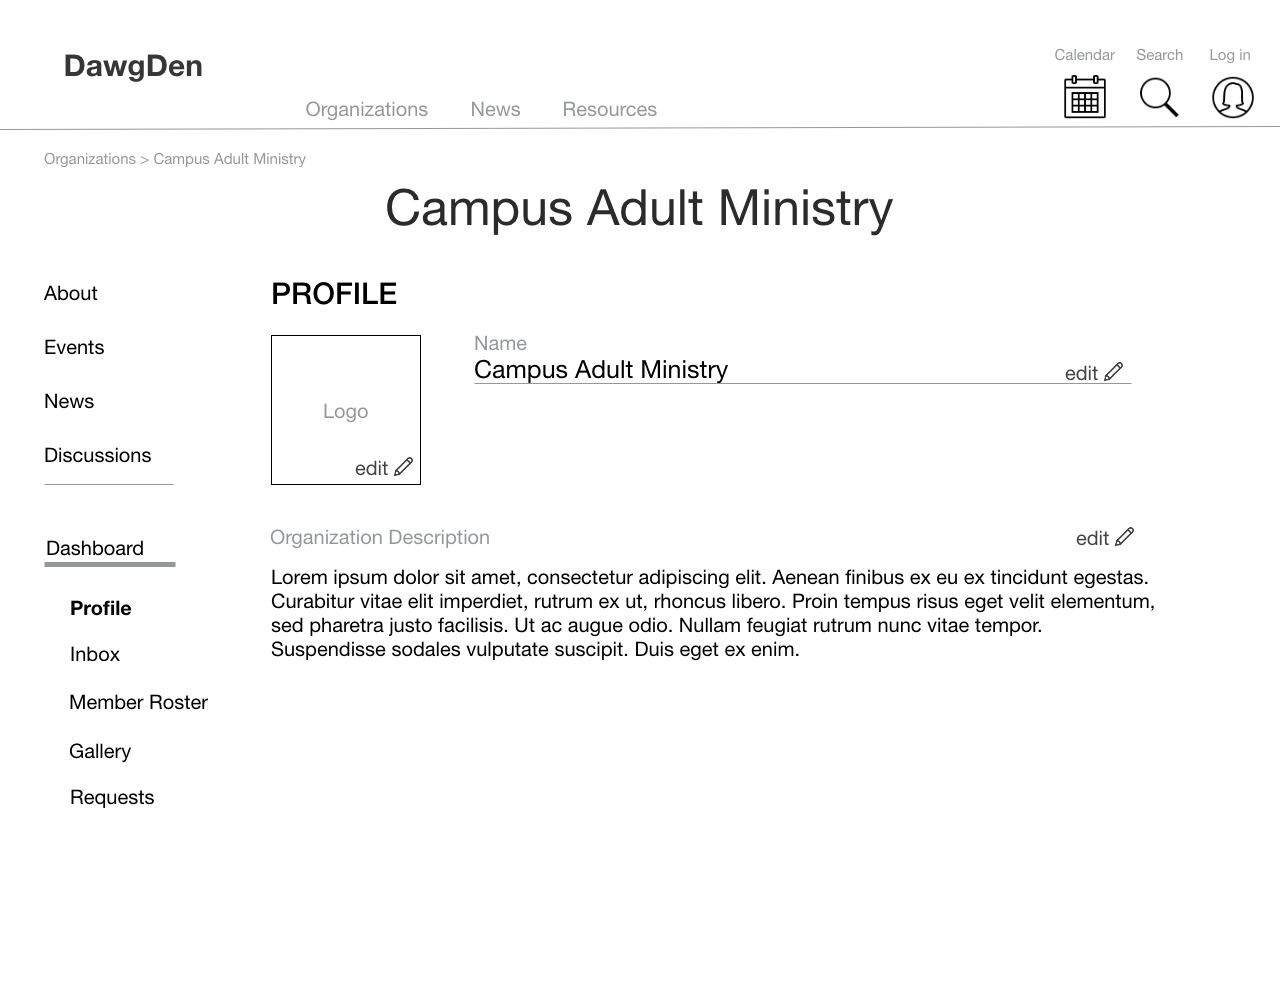 DawgDen
Calendar Search Log in
Organizations News Resources
Organizations > Campus Adult Ministry
Campus Adult Ministry
About
Events
News
Discussions
Dashboard
Profile
Inbox
Member Roster
Gallery
Requests
PROFILE
Logo
edit
Name
Campus Adult Ministry
edit
Organization Description
edit
Lorem ipsum dolor sit amet, consectetur adipiscing elit. Aenean finibus ex eu ex tincidunt egestas.
Curabitur vitae elit imperdiet, rutrum ex ut, rhoncus libero. Proin tempus risus eget velit elementum,
sed pharetra justo facilisis. Ut ac augue odio. Nullam feugiat rutrum nunc vitae tempor.
Suspendisse sodales vulputate suscipit. Duis eget ex enim.